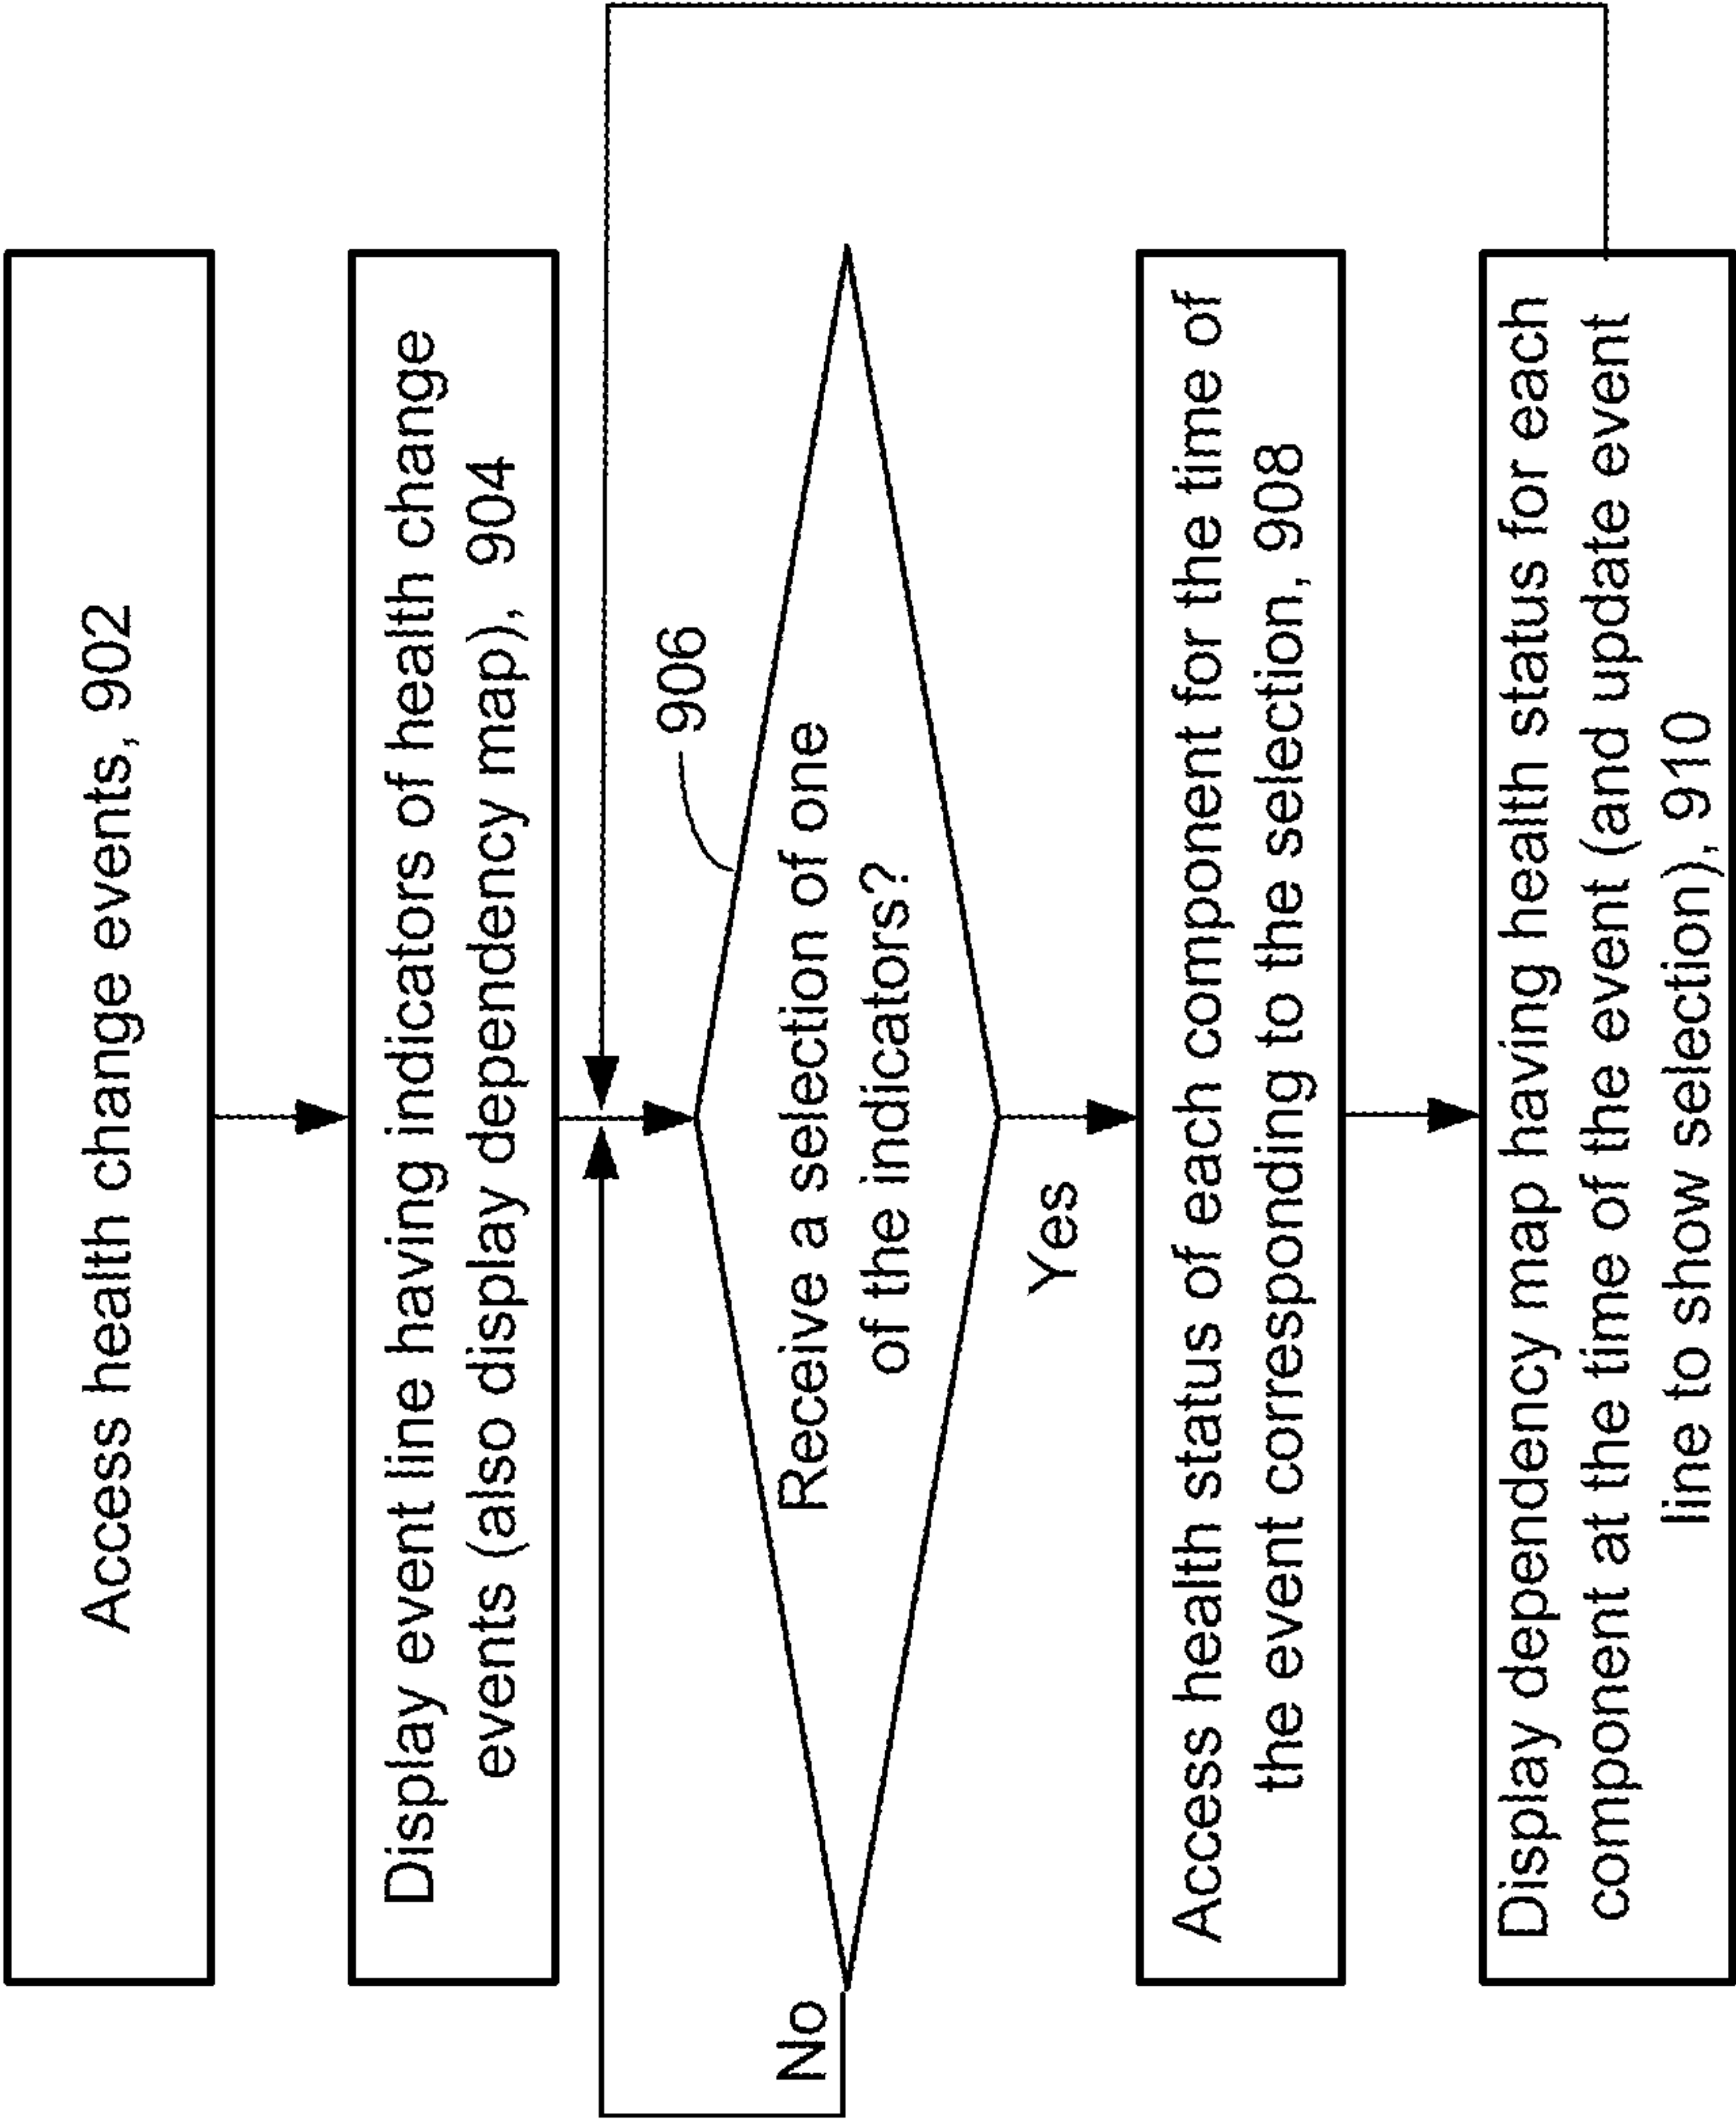 Access health change events, 902
Display event line having indicators of health change
events (also display dependency map), 904
906
Receive a selection of one
of the indicators?
No
Yes
Access health status of each component for the time of
the event corresponding to the selection, 908
Display dependency map having health status for each
component at the time of the event (and update event
line to show selection), 910